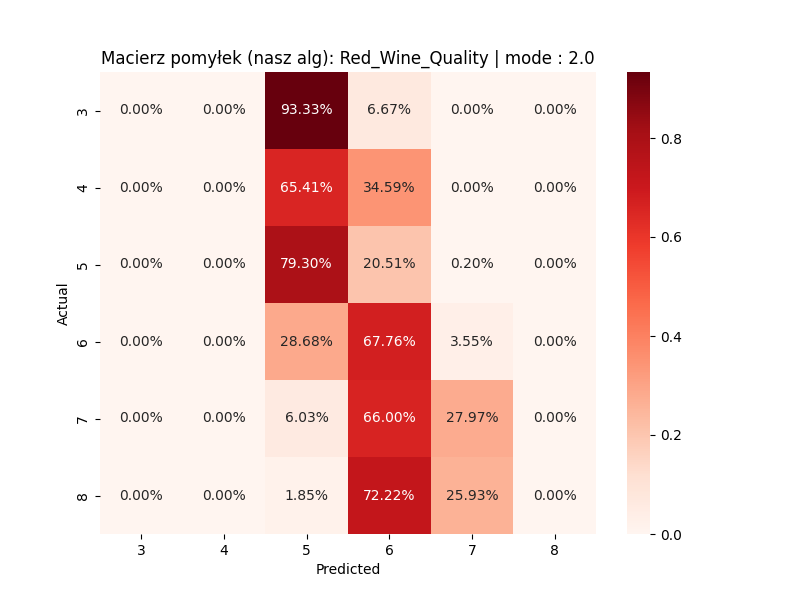 Macierz pomyłek (nasz alg): Red_Wine_Quality | mode : 2.0
3 0.00% 0.00% 93.33% 6.67% 0.00% 0.00%
4 0.00% 0.00% 65.41% 34.59% 0.00% 0.00%
5 0.00% 0.00% 79.30% 20.51% 0.20% 0.00%
6 0.00% 0.00% 28.68% 67.76% 3.55% 0.00%
7 0.00% 0.00% 6.03% 66.00% 27.97% 0.00%
8 0.00% 0.00% 1.85% 72.22% 25.93% 0.00%
Actual
3 4 5 6 7 8
Predicted
0.8
0.6
0.4
0.2
0.0